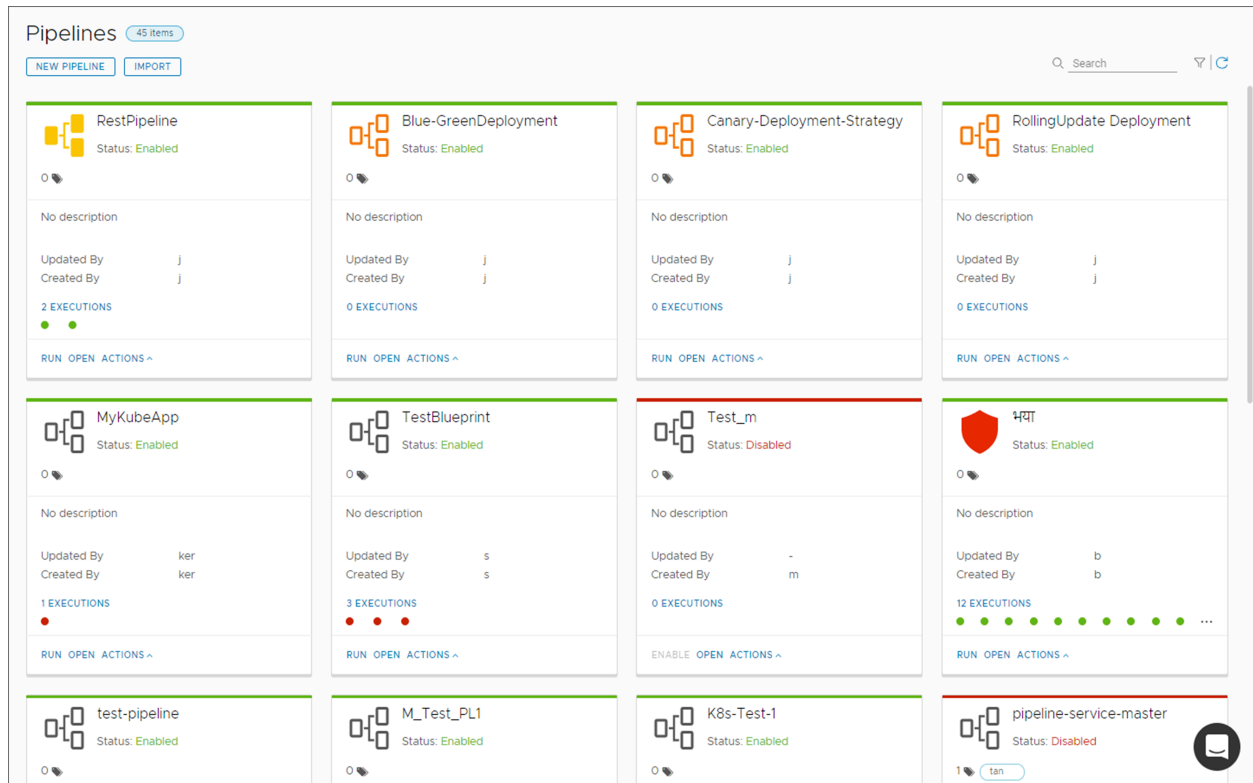 Pipelines 45 items
NEW PIPELINE IMPORT
Search
RestPipeline
Status: Enabled
0
No description
Updated By j
Created By j
2 EXECUTIONS
RUN OPEN ACTIONS
Blue-GreenDeployment
Status: Enabled
0
No description
Updated By j
Created By j
0 EXECUTIONS
RUN OPEN ACTIONS
Canary-Deployment-Strategy
Status: Enabled
0
No description
Updated By j
Created By j
0 EXECUTIONS
RUN OPEN ACTIONS
RollingUpdate Deployment
Status: Enabled
0
No description
Updated By j
Created By j
0 EXECUTIONS
RUN OPEN ACTIONS
MyKubeApp
Status: Enabled
0
No description
Updated By ker
Created By ker
1 EXECUTIONS
RUN OPEN ACTIONS
TestBlueprint
Status: Enabled
0
No description
Updated By s
Created By s
3 EXECUTIONS
RUN OPEN ACTIONS
Test_m
Status: Disabled
0
No description
Updated By -
Created By m
0 EXECUTIONS
ENABLE OPEN ACTIONS
भया
Status: Enabled
0
No description
Updated By b
Created By b
12 EXECUTIONS
...
RUN OPEN ACTIONS
test-pipeline
Status: Enabled
0
M_Test_PL1
Status: Enabled
0
K8s-Test-1
Status: Enabled
0
pipeline-service-master
Status: Disabled
1 tan